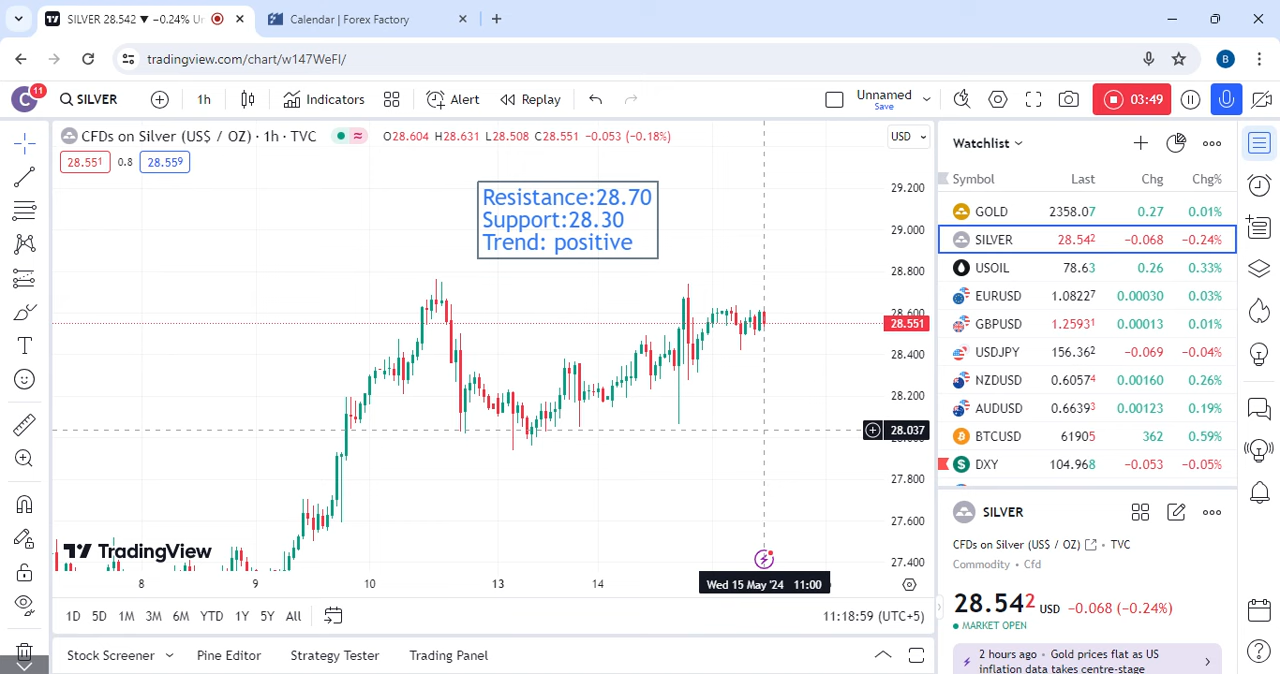 SILVER 28.542 ▼ −0.24% Un
Calendar | Forex Factory
tradingview.com/chart/w147WeFI/
B
C
11
SILVER
1h
Indicators
Alert
Replay
Unnamed
Save
03:49
CFDs on Silver (US$ / OZ) · 1h · TVC
O28.604 H28.631 L28.508 C28.551 −0.053 (−0.18%)
USD
28.551
0.8
28.559
Resistance:28.70
Support:28.30
Trend: positive
29.200
29.000
28.800
28.600
28.551
28.400
28.200
28.037
28.000
27.800
27.600
27.400
TradingView
8
9
10
13
14
Wed 15 May '24 11:00
1D
5D
1M
3M
6M
YTD
1Y
5Y
All
11:18:59 (UTC+5)
Stock Screener
Pine Editor
Strategy Tester
Trading Panel
Watchlist
Symbol Last Chg Chg%
GOLD 2358.07 0.27 0.01%
SILVER 28.542 −0.068 −0.24%
USOIL 78.63 0.26 0.33%
EURUSD 1.08227 0.00030 0.03%
GBPUSD 1.25931 0.00013 0.01%
USDJPY 156.362 −0.069 −0.04%
NZDUSD 0.60574 0.00160 0.26%
AUDUSD 0.66393 0.00123 0.19%
BTCUSD 61905 362 0.59%
DXY 104.968 −0.053 −0.05%
SILVER
CFDs on Silver (US$ / OZ) · TVC
Commodity · Cfd
28.542 USD −0.068 (−0.24%)
MARKET OPEN
2 hours ago · Gold prices flat as US
inflation data takes centre-stage